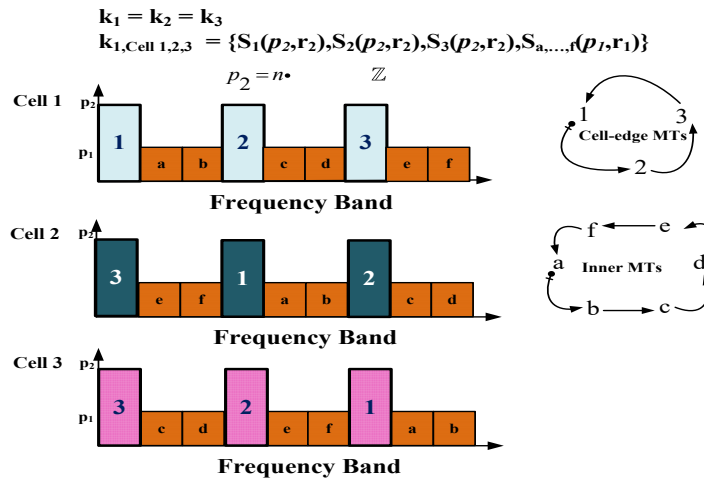 k₁ = k₂ = k₃
k₁,Cell 1,2,3 = {S₁(p₂,r₂),S₂(p₂,r₂),S₃(p₂,r₂),Sₐ,...,f(p₁,r₁)}
p₂ = n• ℤ
Cell 1
p₂
p₁
1 a b 2 c d 3 e f
Frequency Band
1 3
Cell-edge MTs
2
Cell 2
p₂
p₁
3 e f 1 a b 2 c d
Frequency Band
f e
a Inner MTs d
b c
Cell 3
p₂
p₁
3 c d 2 e f 1 a b
Frequency Band